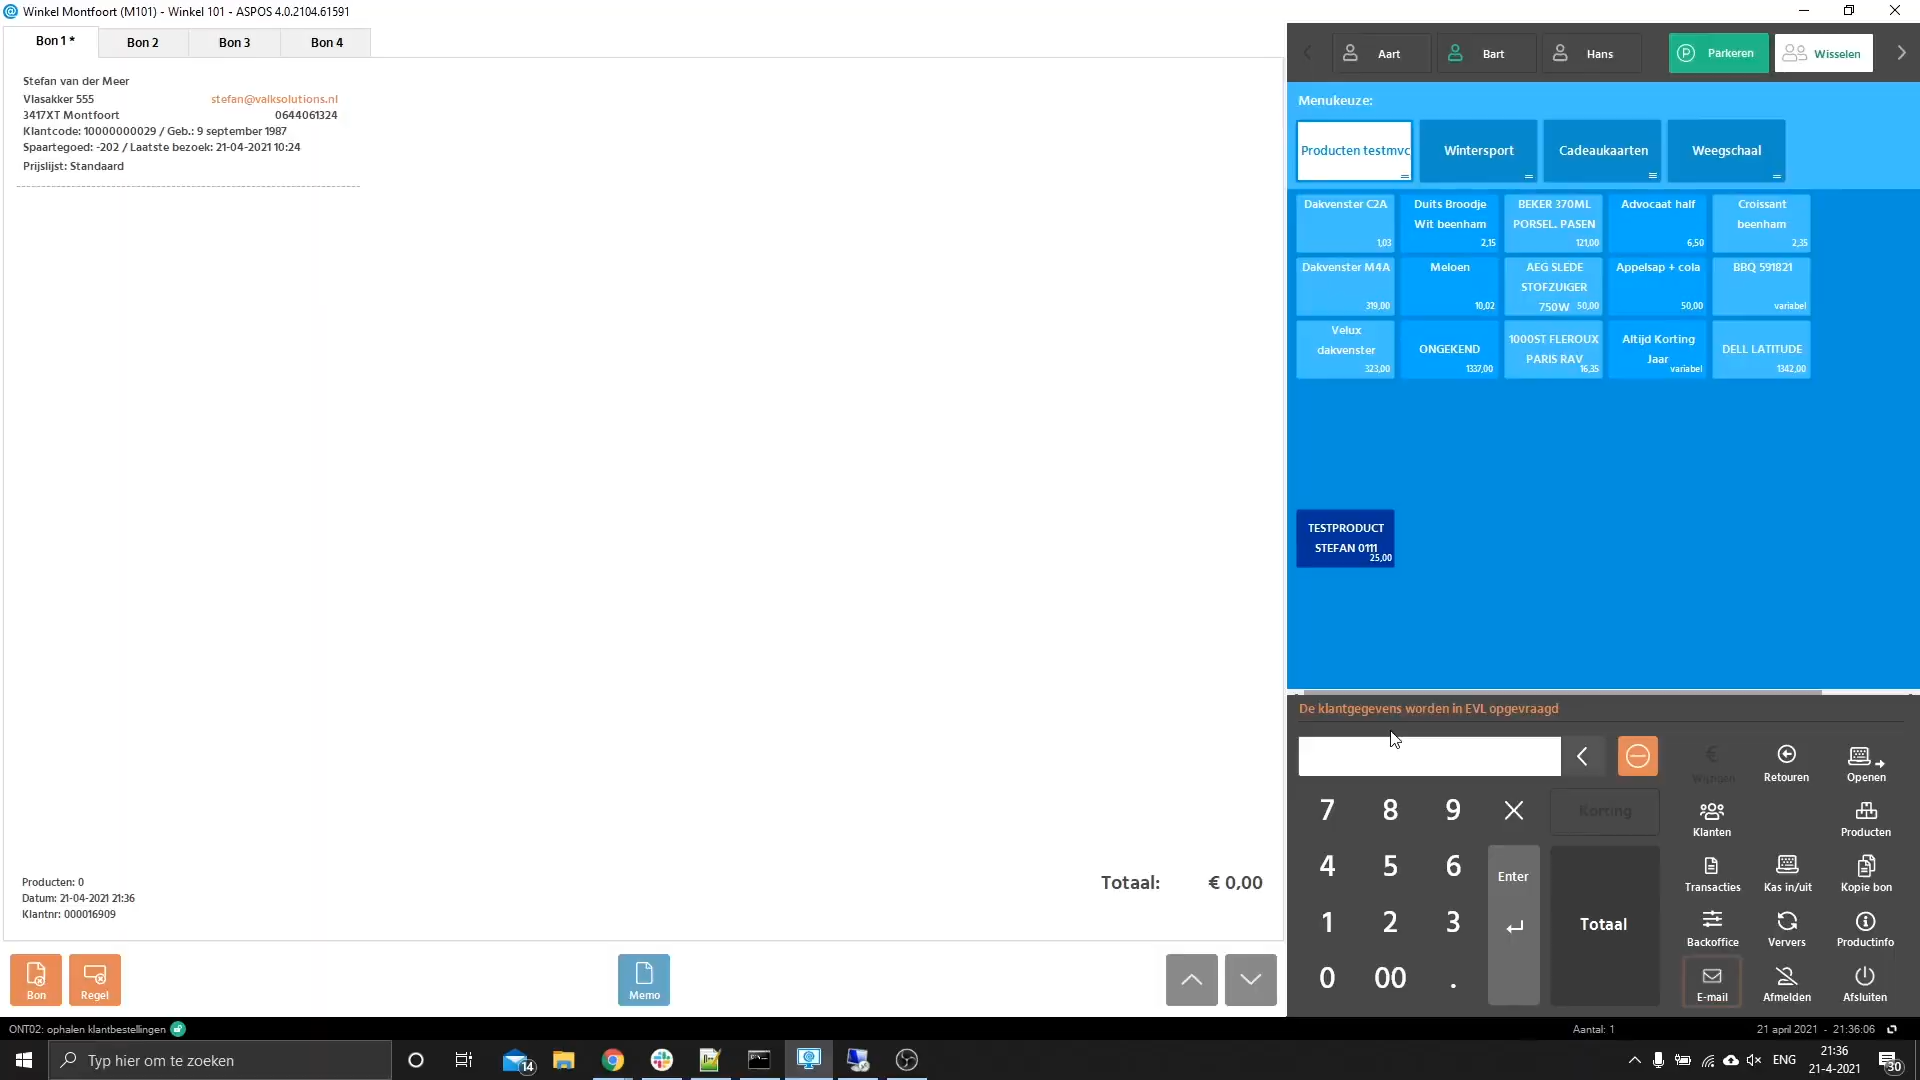 Winkel Montfoort (M101) - Winkel 101 - ASPOS 4.0.2104.61591
Bon 1 *
Bon 2
Bon 3
Bon 4
Stefan van der Meer
Vlasakker 555
stefan@valksolutions.nl
3417XT Montfoort
0644061324
Klantcode: 10000000029 / Geb.: 9 september 1987
Spaartegoed: -202 / Laatste bezoek: 21-04-2021 10:24
Prijslijst: Standaard
Producten: 0
Datum: 21-04-2021 21:36
Klantnr: 000016909
Totaal: € 0,00
Bon
Regel
Memo
Aart
Bart
Hans
Parkeren
Wisselen
Menukeuze:
Producten testmvc
Wintersport
Cadeaukaarten
Weegschaal
Dakvenster C2A
1,03
Duits Broodje
Wit beenham
2,15
BEKER 370ML
PORSEL. PASEN
121,00
Advocaat half
6,50
Croissant
beenham
2,35
Dakvenster M4A
319,00
Meloen
10,02
AEG SLEDE
STOFZUIGER
750W 50,00
Appelsap + cola
50,00
BBQ 591821
variabel
Velux
dakvenster
323,00
ONGEKEND
1337,00
1000ST FLEROUX
PARIS RAV
16,35
Altijd Korting
Jaar
variabel
DELL LATITUDE
1342,00
TESTPRODUCT
STEFAN 0111
25,00
De klantgegevens worden in EVL opgevraagd
7 8 9
4 5 6
1 2 3
0 00 .
Enter
Korting
Totaal
Wijzigen
Retouren
Openen
Klanten
Producten
Transacties
Kas in/uit
Kopie bon
Backoffice
Ververs
Productinfo
E-mail
Afmelden
Afsluiten
ONT02: ophalen klantbestellingen
Aantal: 1
21 april 2021 - 21:36:06
Typ hier om te zoeken
14
ENG
21:36
21-4-2021
30